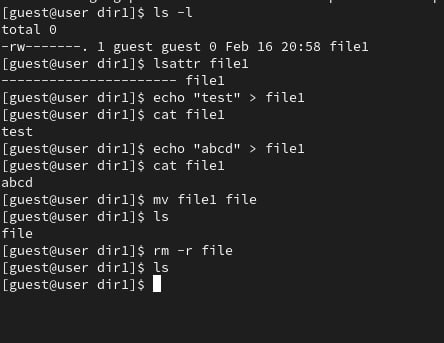 [guest@user dir1]$ ls -l
total 0
-rw-------. 1 guest guest 0 Feb 16 20:58 file1
[guest@user dir1]$ lsattr file1
---------------------- file1
[guest@user dir1]$ echo "test" > file1
[guest@user dir1]$ cat file1
test
[guest@user dir1]$ echo "abcd" > file1
[guest@user dir1]$ cat file1
abcd
[guest@user dir1]$ mv file1 file
[guest@user dir1]$ ls
file
[guest@user dir1]$ rm -r file
[guest@user dir1]$ ls
[guest@user dir1]$